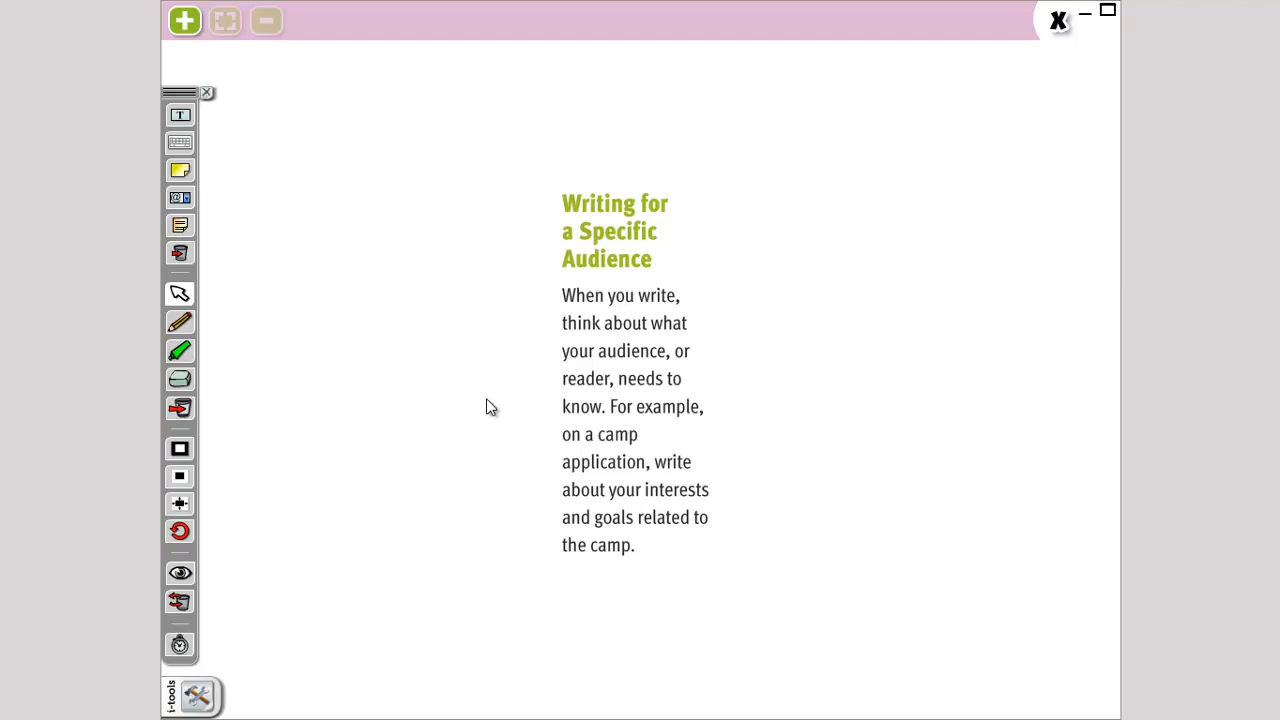 Writing for
a Specific
Audience
When you write,
think about what
your audience, or
reader, needs to
know. For example,
on a camp
application, write
about your interests
and goals related to
the camp.
i-tools